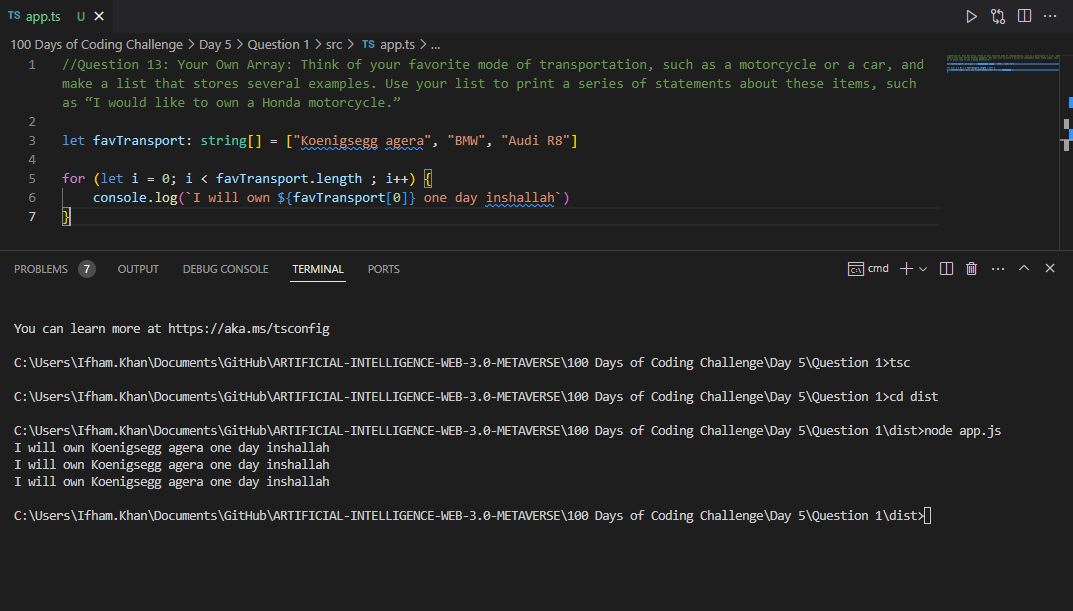 TS app.ts U
100 Days of Coding Challenge > Day 5 > Question 1 > src > TS app.ts > ...
1 //Question 13: Your Own Array: Think of your favorite mode of transportation, such as a motorcycle or a car, and
make a list that stores several examples. Use your list to print a series of statements about these items, such
as “I would like to own a Honda motorcycle.”
2
3 let favTransport: string[] = ["Koenigsegg agera", "BMW", "Audi R8"]
4
5 for (let i = 0; i < favTransport.length ; i++) {
6 console.log(`I will own ${favTransport[0]} one day inshallah`)
7 }
PROBLEMS 7 OUTPUT DEBUG CONSOLE TERMINAL PORTS cmd
You can learn more at https://aka.ms/tsconfig
C:\Users\Ifham.Khan\Documents\GitHub\ARTIFICIAL-INTELLIGENCE-WEB-3.0-METAVERSE\100 Days of Coding Challenge\Day 5\Question 1>tsc
C:\Users\Ifham.Khan\Documents\GitHub\ARTIFICIAL-INTELLIGENCE-WEB-3.0-METAVERSE\100 Days of Coding Challenge\Day 5\Question 1>cd dist
C:\Users\Ifham.Khan\Documents\GitHub\ARTIFICIAL-INTELLIGENCE-WEB-3.0-METAVERSE\100 Days of Coding Challenge\Day 5\Question 1\dist>node app.js
I will own Koenigsegg agera one day inshallah
I will own Koenigsegg agera one day inshallah
I will own Koenigsegg agera one day inshallah
C:\Users\Ifham.Khan\Documents\GitHub\ARTIFICIAL-INTELLIGENCE-WEB-3.0-METAVERSE\100 Days of Coding Challenge\Day 5\Question 1\dist>